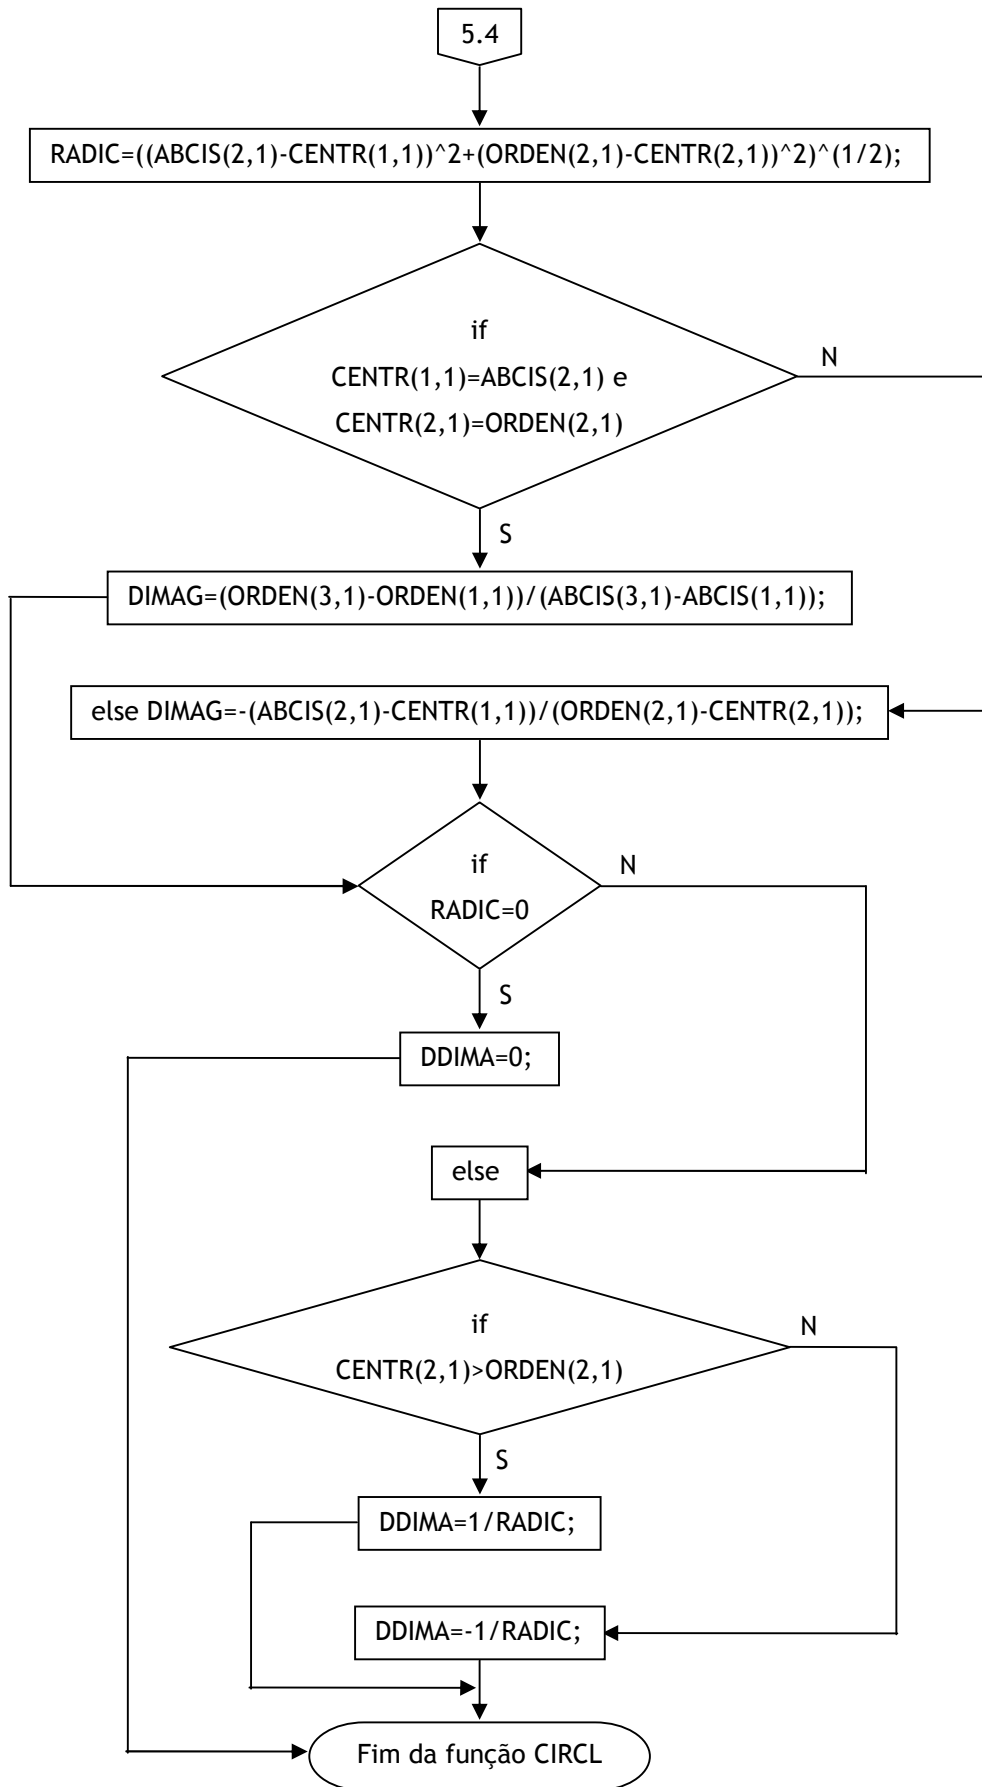 5.4
RADIC=((ABCIS(2,1)-CENTR(1,1))^2+(ORDEN(2,1)-CENTR(2,1))^2)^(1/2);
if
CENTR(1,1)=ABCIS(2,1) e
CENTR(2,1)=ORDEN(2,1)
N
S
DIMAG=(ORDEN(3,1)-ORDEN(1,1))/(ABCIS(3,1)-ABCIS(1,1));
else DIMAG=-(ABCIS(2,1)-CENTR(1,1))/(ORDEN(2,1)-CENTR(2,1));
if
RADIC=0
N
S
DDIMA=0;
else
if
CENTR(2,1)>ORDEN(2,1)
N
S
DDIMA=1/RADIC;
DDIMA=-1/RADIC;
Fim da função CIRCL